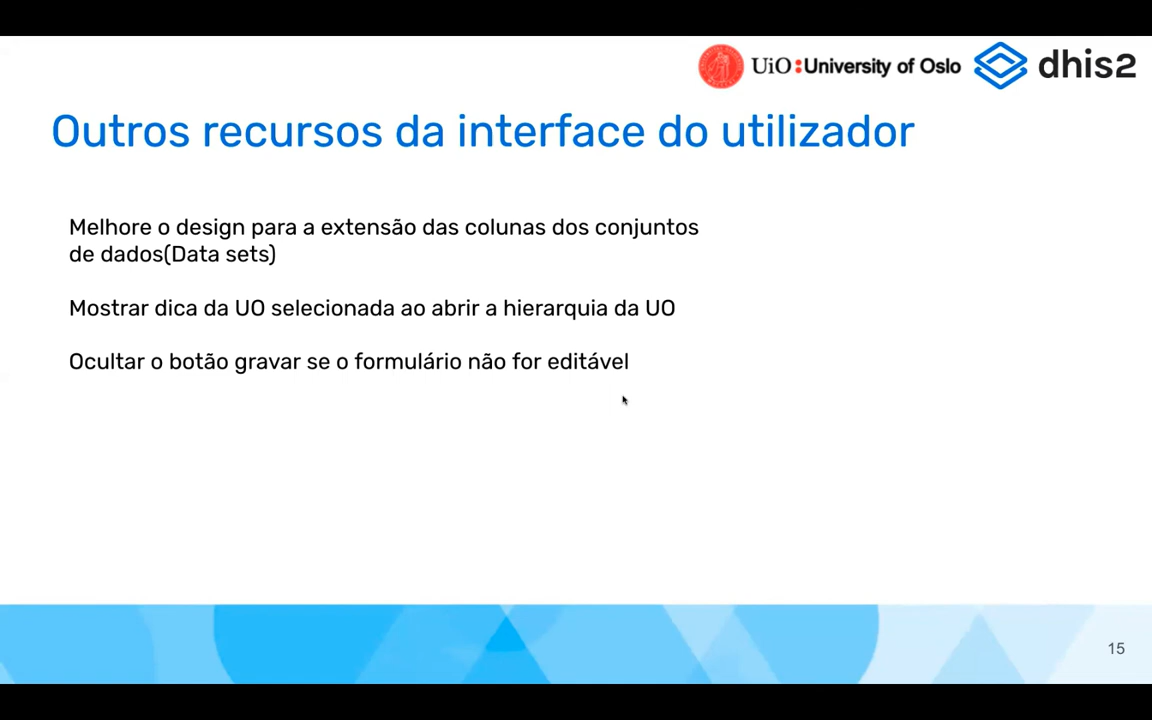 UiO:University of Oslo
dhis2
Outros recursos da interface do utilizador
Melhore o design para a extensão das colunas dos conjuntos
de dados(Data sets)
Mostrar dica da UO selecionada ao abrir a hierarquia da UO
Ocultar o botão gravar se o formulário não for editável
15